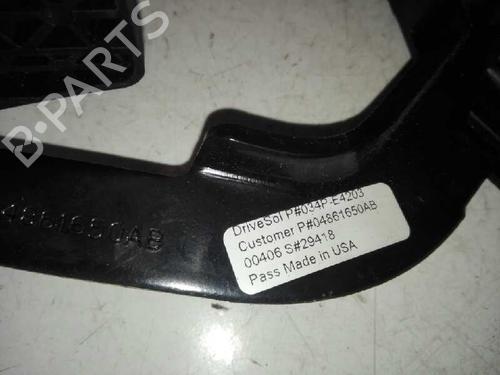 B-PARTS
4861650AB
DriveSol P#034P-E4203
Customer P#04861650AB
00406 S#29418
Pass Made in USA